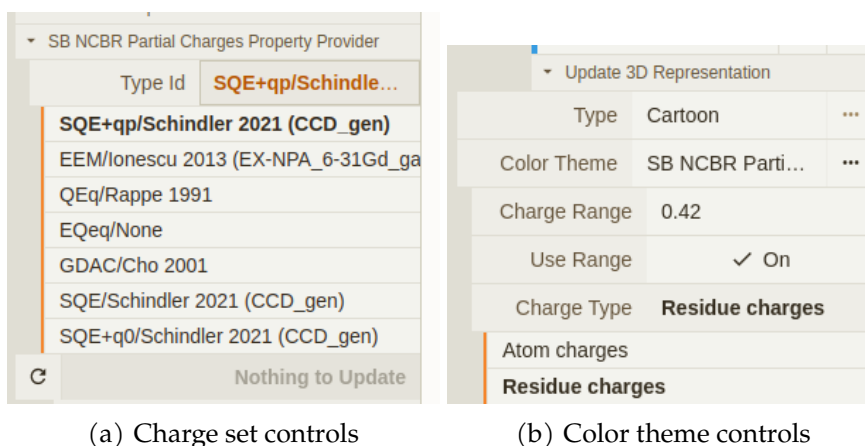 SB NCBR Partial Charges Property Provider
Type Id SQE+qp/Schindle...
SQE+qp/Schindler 2021 (CCD_gen)
EEM/Ionescu 2013 (EX-NPA_6-31Gd_ga
QEq/Rappe 1991
EQeq/None
GDAC/Cho 2001
SQE/Schindler 2021 (CCD_gen)
SQE+q0/Schindler 2021 (CCD_gen)
Nothing to Update
(a) Charge set controls
Update 3D Representation
Type Cartoon ...
Color Theme SB NCBR Parti... ...
Charge Range 0.42
Use Range ✓ On
Charge Type Residue charges
Atom charges
Residue charges
(b) Color theme controls